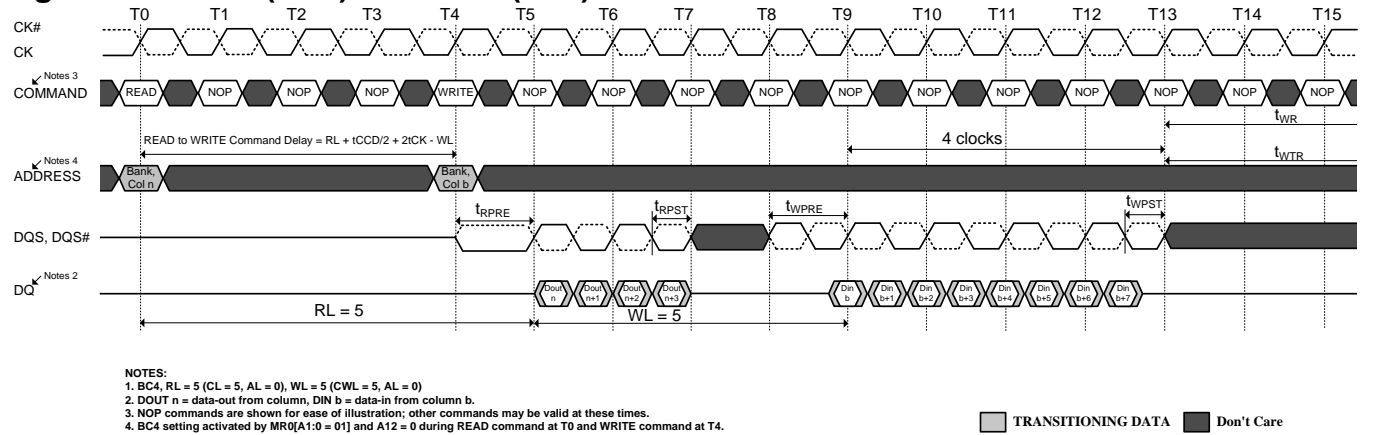 T0 T1 T2 T3 T4 T5 T6 T7 T8 T9 T10 T11 T12 T13 T14 T15
CK#
CK
Notes 3
COMMAND READ NOP NOP NOP WRITE NOP NOP NOP NOP NOP NOP NOP NOP NOP NOP NOP
tWR
READ to WRITE Command Delay = RL + tCCD/2 + 2tCK - WL
4 clocks
tWTR
Notes 4
ADDRESS
Bank, Col n
Bank, Col b
tRPRE tRPST tWPRE tWPST
DQS, DQS#
Notes 2
DQ
Dout n Dout n+1 Dout n+2 Dout n+3 Din b Din b+1 Din b+2 Din b+3 Din b+4 Din b+5 Din b+6 Din b+7
RL = 5 WL = 5
NOTES:
1. BC4, RL = 5 (CL = 5, AL = 0), WL = 5 (CWL = 5, AL = 0)
2. DOUT n = data-out from column, DIN b = data-in from column b.
3. NOP commands are shown for ease of illustration; other commands may be valid at these times.
4. BC4 setting activated by MR0[A1:0 = 01] and A12 = 0 during READ command at T0 and WRITE command at T4.
TRANSITIONING DATA Don't Care